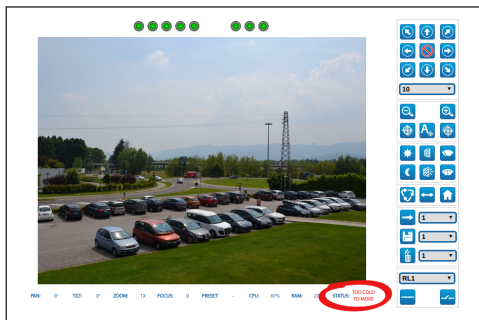 10
A
1
1
1
RL1
PAN: 0° TILT: 0° ZOOM: 1X FOCUS: 0 PRESET: - CPU: 67% RAM: STATUS: TOO COLD
TO MOVE